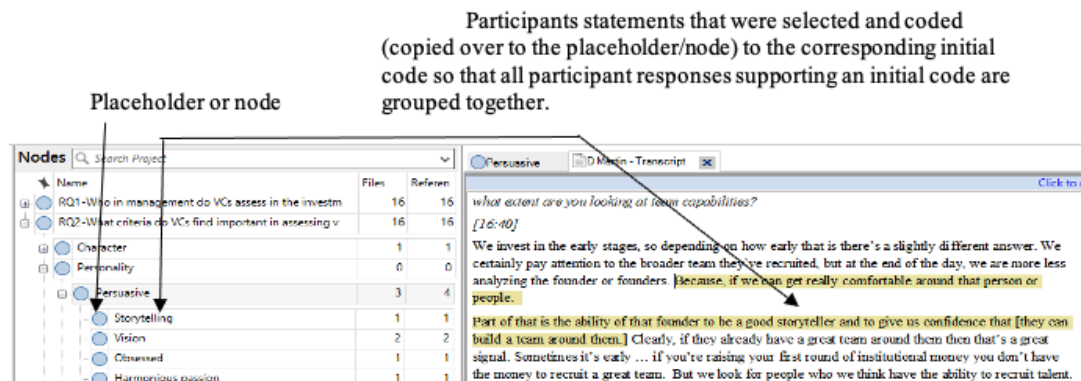 Participants statements that were selected and coded
(copied over to the placeholder/node) to the corresponding initial
code so that all participant responses supporting an initial code are
grouped together.
Placeholder or node
Nodes Search Project
Name Files Referen
RQ1-Who in management do VCs assess in the investm 16 16
RQ2-What criteria do VCs find important in assessing v 16 16
Character 1 1
Personality 0 0
Persuasive 3 4
Storytelling 1 1
Vision 2 2
Obsessed 1 1
Harmonious passion 1 1
Persuasive D Martin - Transcript
Click to
what extent are you looking at team capabilities?
[16:40]
We invest in the early stages, so depending on how early that is there's a slightly different answer. We
certainly pay attention to the broader team they've recruited, but at the end of the day, we are more less
analyzing the founder or founders. Because, if we can get really comfortable around that person or
people.
Part of that is the ability of that founder to be a good storyteller and to give us confidence that [they can
build a team around them.] Clearly, if they already have a great team around them then that's a great
signal. Sometimes it's early … if you're raising your first round of institutional money you don't have
the money to recruit a great team. But we look for people who we think have the ability to recruit talent.